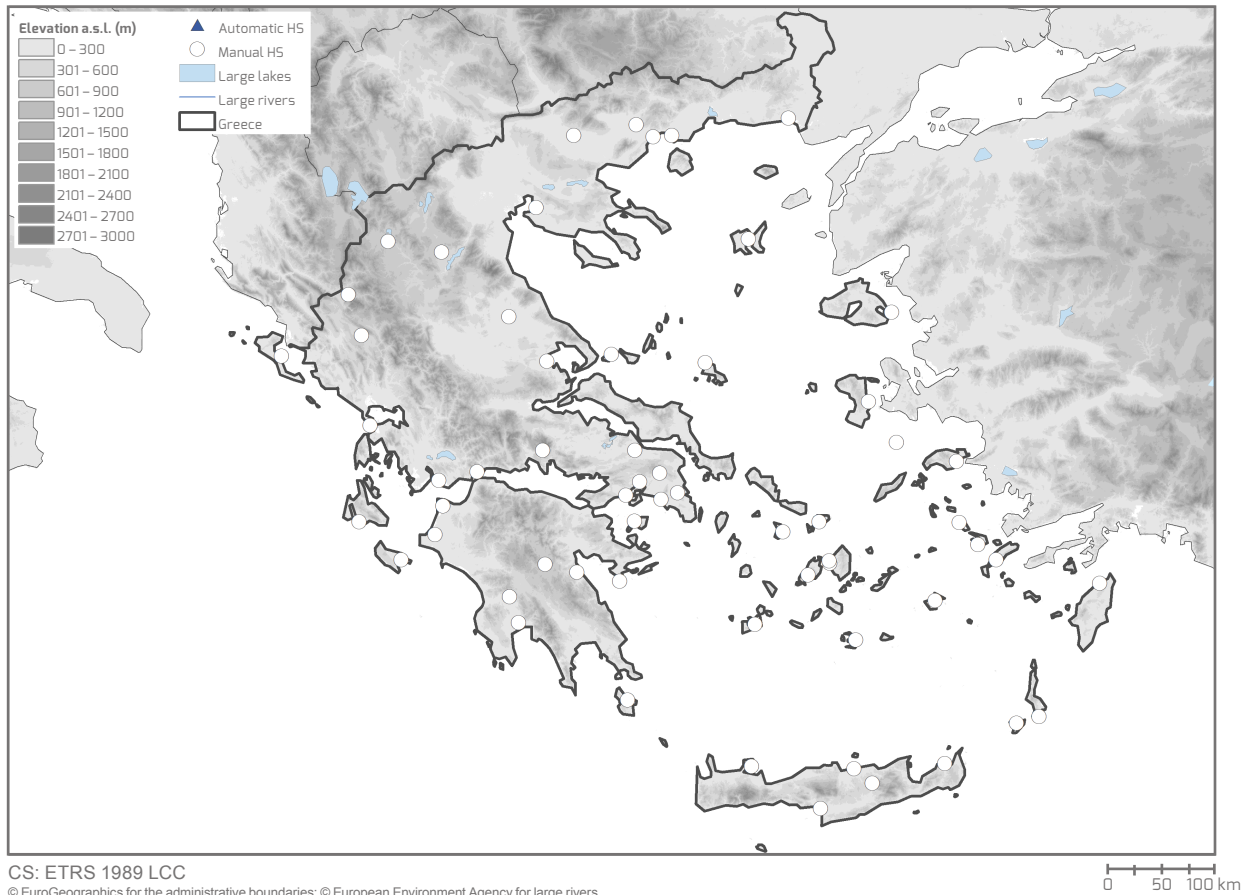 Elevation a.s.l. (m)
0 – 300
301 – 600
601 – 900
901 – 1200
1201 – 1500
1501 – 1800
1801 – 2100
2101 – 2400
2401 – 2700
2701 – 3000
Automatic HS
Manual HS
Large lakes
Large rivers
Greece
CS: ETRS 1989 LCC
© EuroGeographics for the administrative boundaries; © European Environment Agency for large rivers
0 50 100 km